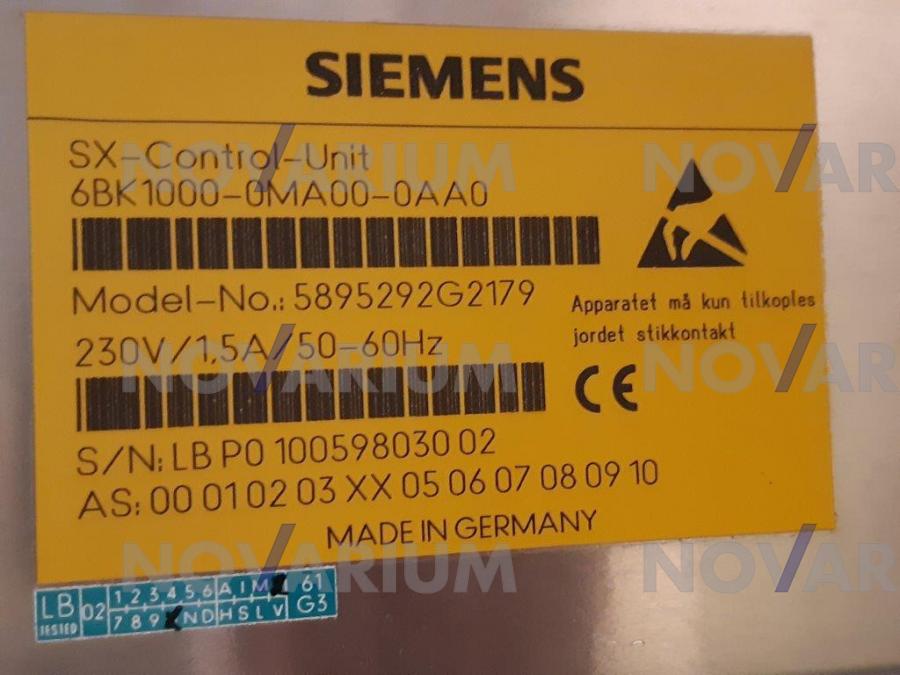 SIEMENS
SX-Control-Unit
6BK1000-0MA00-0AA0
Model-No.: 5895292G2179
230V/1,5A/50-60Hz
Apparatet må kun tilkoples
jordet stikkontakt
CE
S/N: LB P0 100598030 02
AS: 00 01 02 03 XX 05 06 07 08 09 10
MADE IN GERMANY
LB TESTED 02
1 2 3 4 5 6 A I M 61
7 8 9 N D H S L V G3
NOVARIUM NOVAR
NOVARIUM NOVAR
NOVARIUM NOVAR